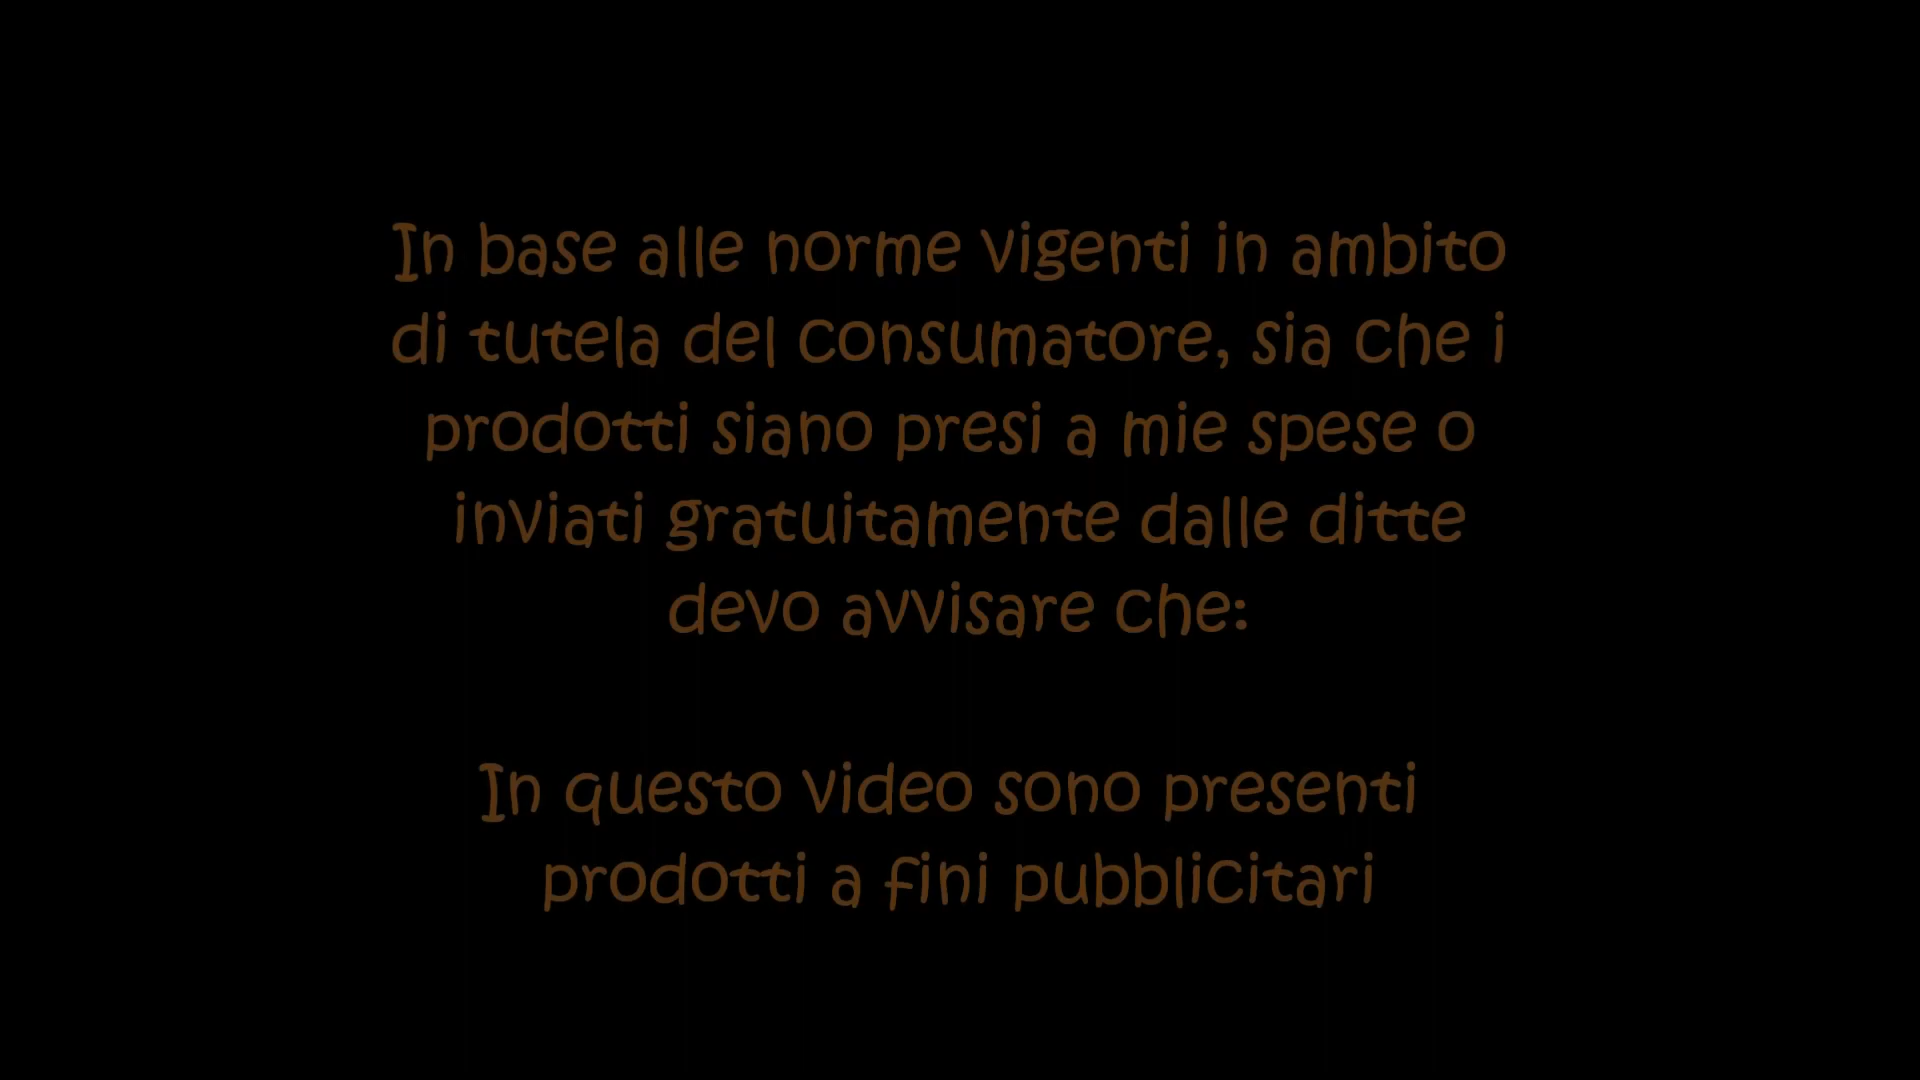 In base alle norme vigenti in ambito
di tutela del consumatore, sia che i
prodotti siano presi a mie spese o
inviati gratuitamente dalle ditte
devo avvisare che:
In questo video sono presenti
prodotti a fini pubblicitari